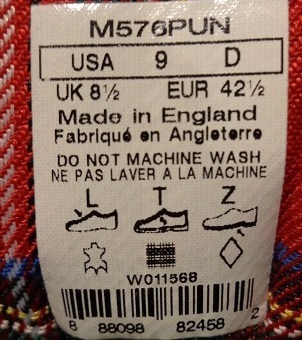 M576PUN
USA 9 D
UK 8½ EUR 42½
Made in England
Fabriqué en Angleterre
DO NOT MACHINE WASH
NE PAS LAVER A LA MACHINE
L T Z
W011568
8 88098 82458 2